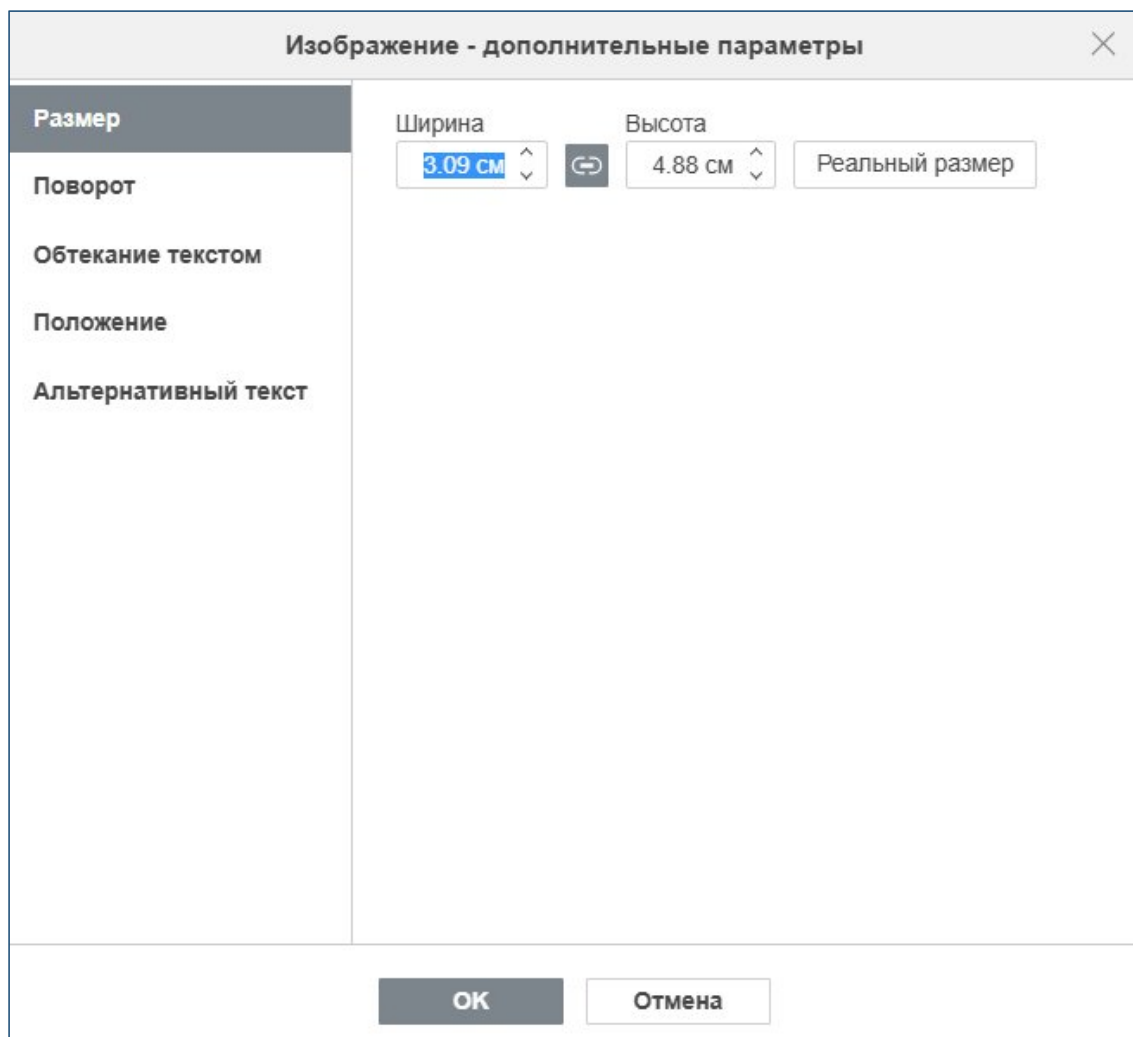 Изображение - дополнительные параметры
Размер
Поворот
Обтекание текстом
Положение
Альтернативный текст
Ширина
Высота
3.09 см
4.88 см
Реальный размер
OK
Отмена